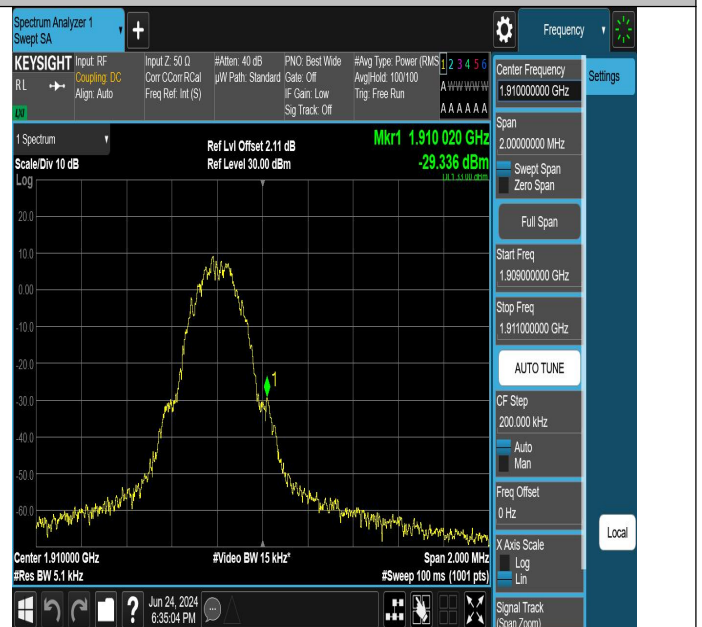 Spectrum Analyzer 1
Swept SA
Frequency
KEYSIGHT
RL
Input: RF
Coupling: DC
Align: Auto
Input Z: 50 Ω
Corr CCorr RCal
Freq Ref: Int (S)
#Atten: 40 dB
µW Path: Standard
PNO: Best Wide
Gate: Off
IF Gain: Low
Sig Track: Off
#Avg Type: Power (RMS
Avg|Hold: 100/100
Trig: Free Run
1 2 3 4 5 6
A W W W W W
A A A A A A
1 Spectrum
Scale/Div 10 dB
Log
Ref Lvl Offset 2.11 dB
Ref Level 30.00 dBm
Mkr1 1.910 020 GHz
-29.336 dBm
20.0
10.0
0.00
-10.0
-20.0
-30.0
-40.0
-50.0
-60.0
1
Center 1.910000 GHz
#Res BW 5.1 kHz
#Video BW 15 kHz*
Span 2.000 MHz
#Sweep 100 ms (1001 pts)
Jun 24, 2024
6:35:04 PM
Center Frequency
1.910000000 GHz
Settings
Span
2.00000000 MHz
Swept Span
Zero Span
Full Span
Start Freq
1.909000000 GHz
Stop Freq
1.911000000 GHz
AUTO TUNE
CF Step
200.000 kHz
Auto
Man
Freq Offset
0 Hz
X Axis Scale
Log
Lin
Local
Signal Track
(Span Zoom)